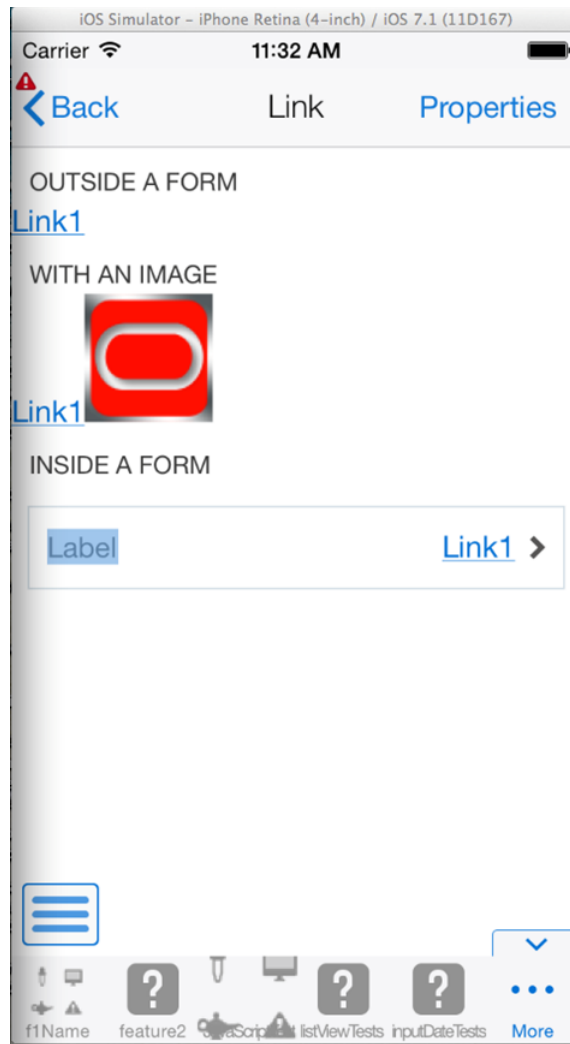 iOS Simulator – iPhone Retina (4-inch) / iOS 7.1 (11D167)
Carrier 11:32 AM
Back Link Properties
OUTSIDE A FORM
Link1
WITH AN IMAGE
Link1
INSIDE A FORM
Label Link1
f1Name feature2 listViewTests inputDateTests More